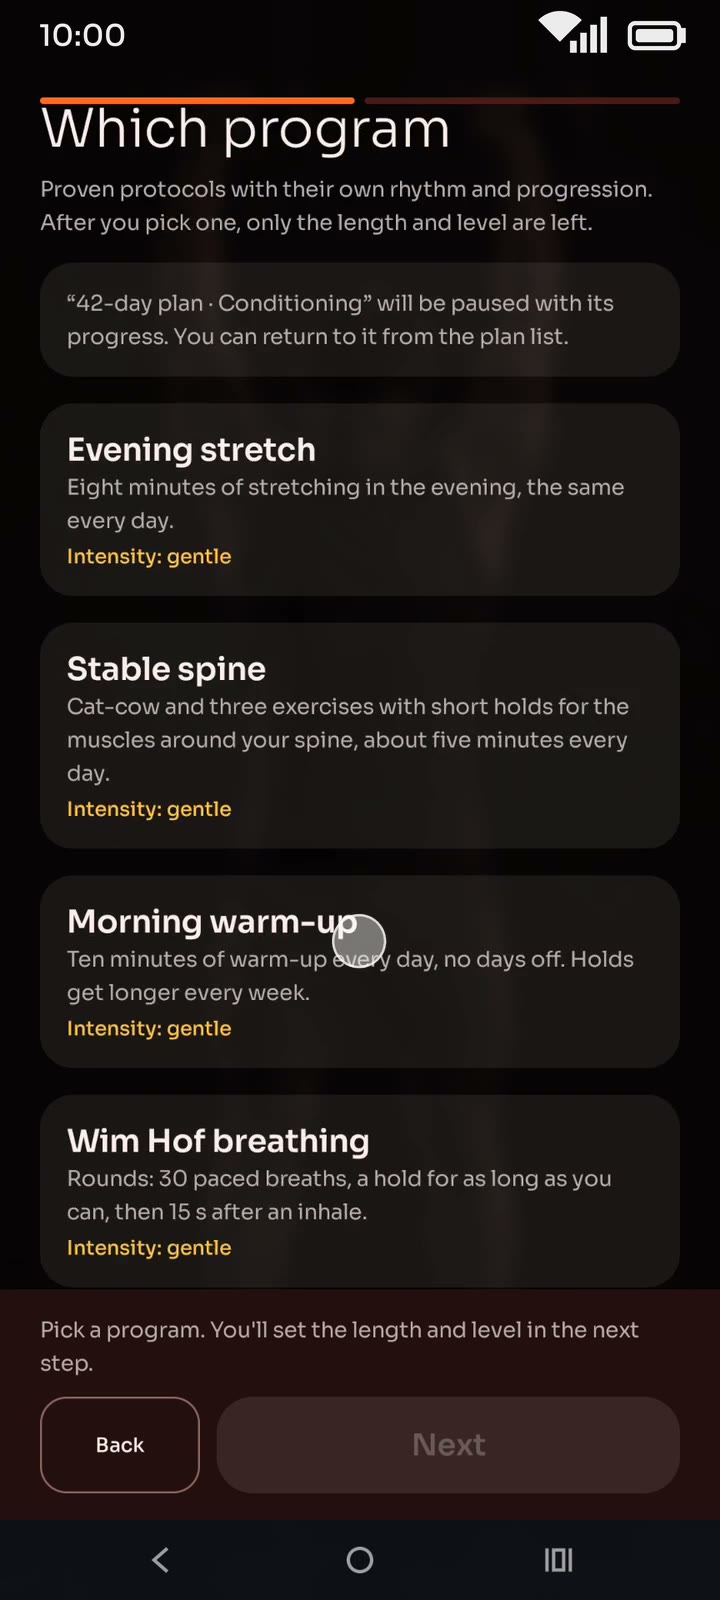 10:00
Which program
Proven protocols with their own rhythm and progression.
After you pick one, only the length and level are left.
“42-day plan · Conditioning” will be paused with its
progress. You can return to it from the plan list.
Evening stretch
Eight minutes of stretching in the evening, the same
every day.
Intensity: gentle
Stable spine
Cat-cow and three exercises with short holds for the
muscles around your spine, about five minutes every
day.
Intensity: gentle
Morning warm-up
Ten minutes of warm-up every day, no days off. Holds
get longer every week.
Intensity: gentle
Wim Hof breathing
Rounds: 30 paced breaths, a hold for as long as you
can, then 15 s after an inhale.
Intensity: gentle
Pick a program. You'll set the length and level in the next
step.
Back
Next